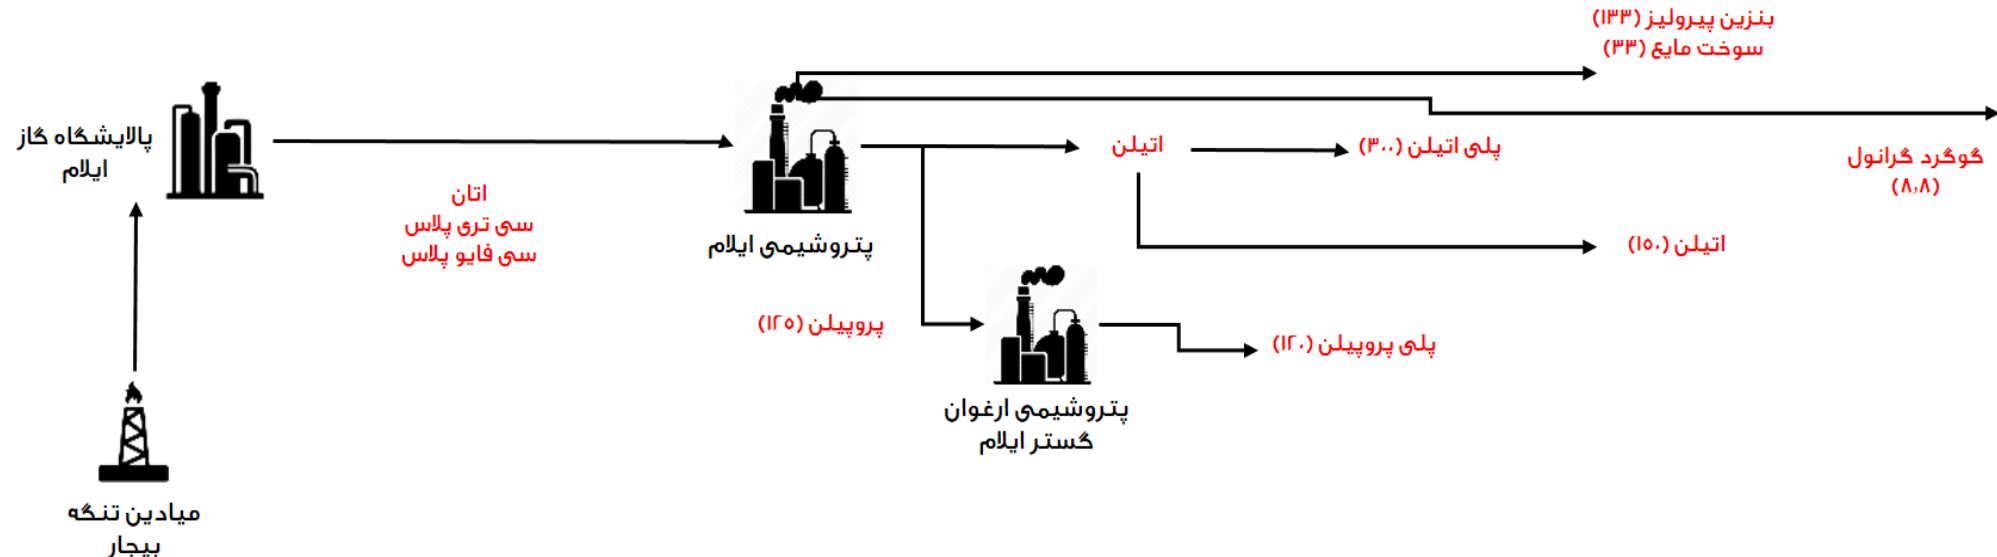 بنزین پیرولیز (۱۳۳)
سوخت مایع (۳۳)
پالایشگاه گاز
ایلام
اتان
سی تری پلاس
سی فایو پلاس
پتروشیمی ایلام
اتیلن
پلی اتیلن (۳۰۰)
گوگرد گرانول
(۸٫۸)
اتیلن (۱۵۰)
پروپیلن (۱۲۵)
پلی پروپیلن (۱۲۰)
پتروشیمی ارغوان
گستر ایلام
میادین تنگه
بیجار